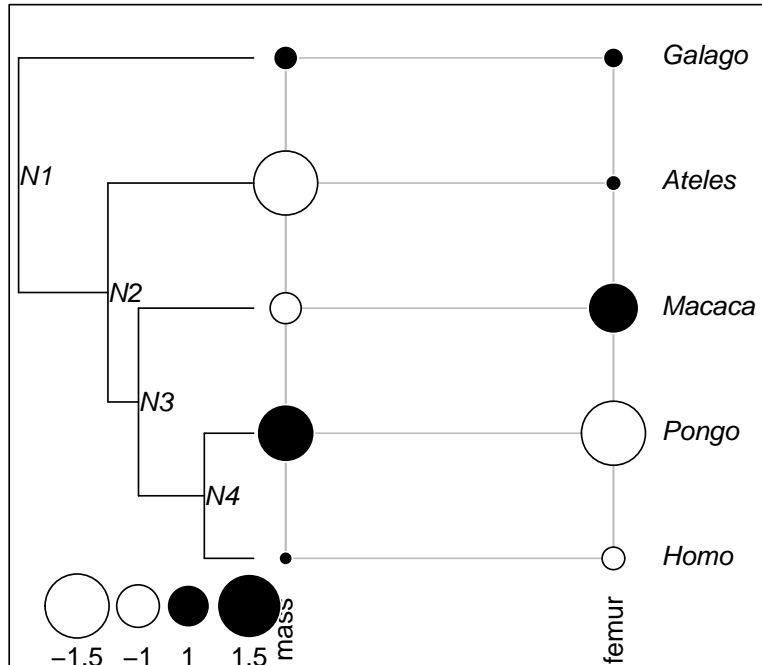 Galago
N1
Ateles
N2
Macaca
N3
Pongo
N4
Homo
−1.5 −1 1 1.5
mass
femur